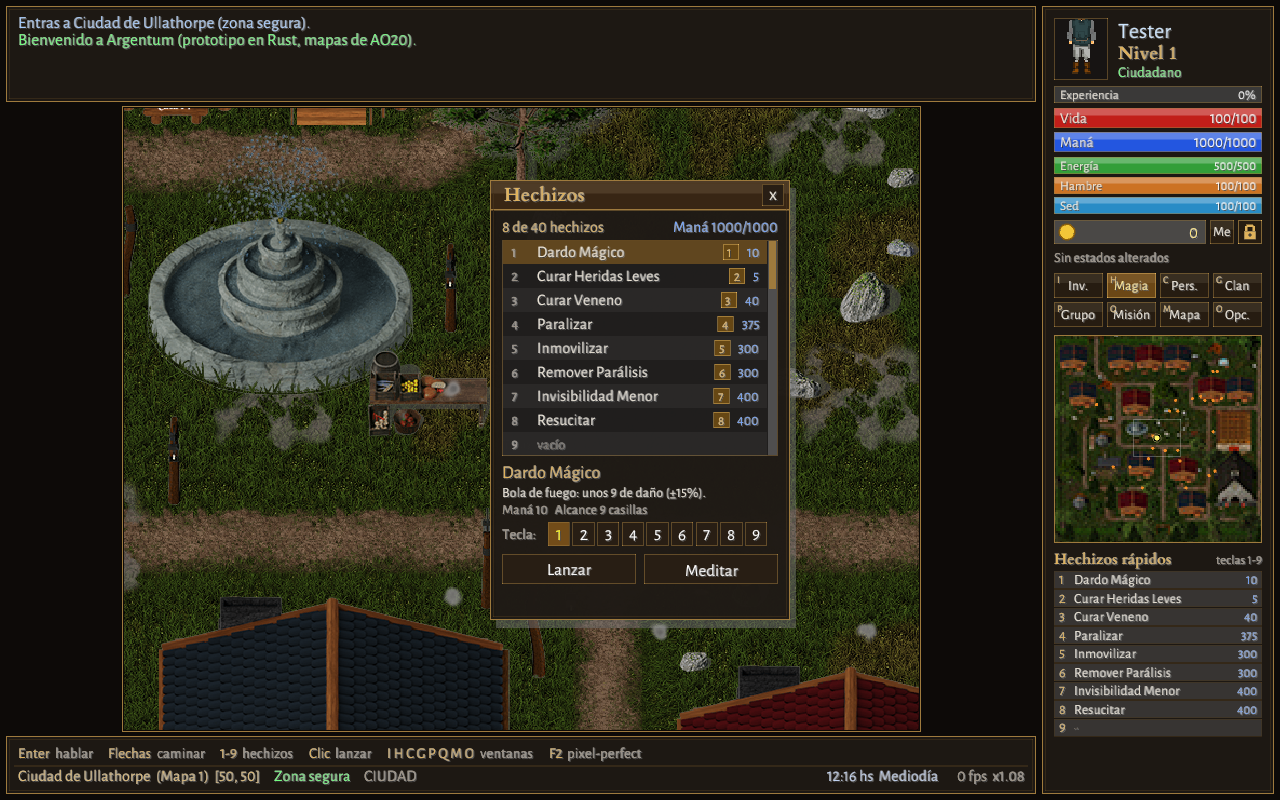 Entras a Ciudad de Ullathorpe (zona segura).
Bienvenido a Argentum (prototipo en Rust, mapas de AO20).
Tester
Nivel 1
Ciudadano
Experiencia 0%
Vida 100/100
Maná 1000/1000
Energía 500/500
Hambre 100/100
Sed 100/100
0 Me
Sin estados alterados
I Inv. H Magia C Pers. G Clan
P Grupo Q Misión M Mapa O Opc.
Hechizos rápidos teclas 1-9
1 Dardo Mágico 10
2 Curar Heridas Leves 5
3 Curar Veneno 40
4 Paralizar 375
5 Inmovilizar 300
6 Remover Parálisis 300
7 Invisibilidad Menor 400
8 Resucitar 400
9 -
Hechizos X
8 de 40 hechizos Maná 1000/1000
1 Dardo Mágico 1 10
2 Curar Heridas Leves 2 5
3 Curar Veneno 3 40
4 Paralizar 4 375
5 Inmovilizar 5 300
6 Remover Parálisis 6 300
7 Invisibilidad Menor 7 400
8 Resucitar 8 400
9 vacío
Dardo Mágico
Bola de fuego: unos 9 de daño (±15%).
Maná 10 Alcance 9 casillas
Tecla: 1 2 3 4 5 6 7 8 9
Lanzar Meditar
Enter hablar Flechas caminar 1-9 hechizos Clic lanzar I H C G P Q M O ventanas F2 pixel-perfect
Ciudad de Ullathorpe (Mapa 1) [50, 50] Zona segura CIUDAD 12:16 hs Mediodía 0 fps x1.08